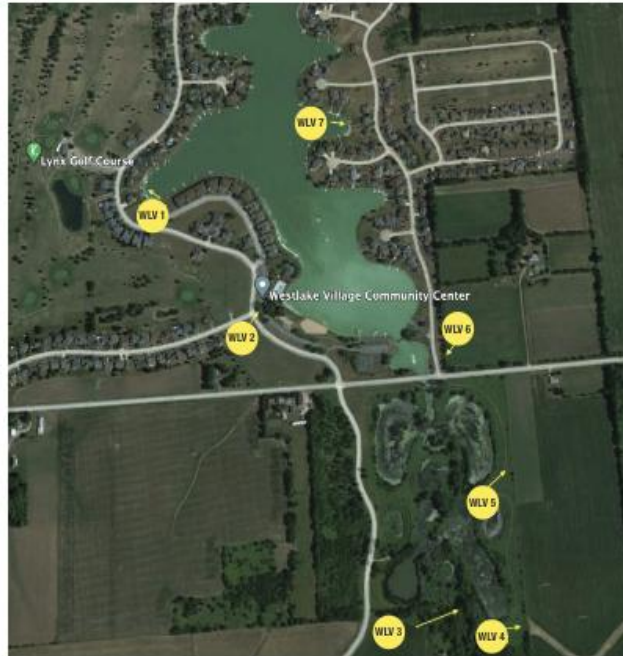 WLV 7
Lynx Golf Course
WLV 1
Westlake Village Community Center
WLV 2
WLV 6
WLV 5
WLV 3
WLV 4